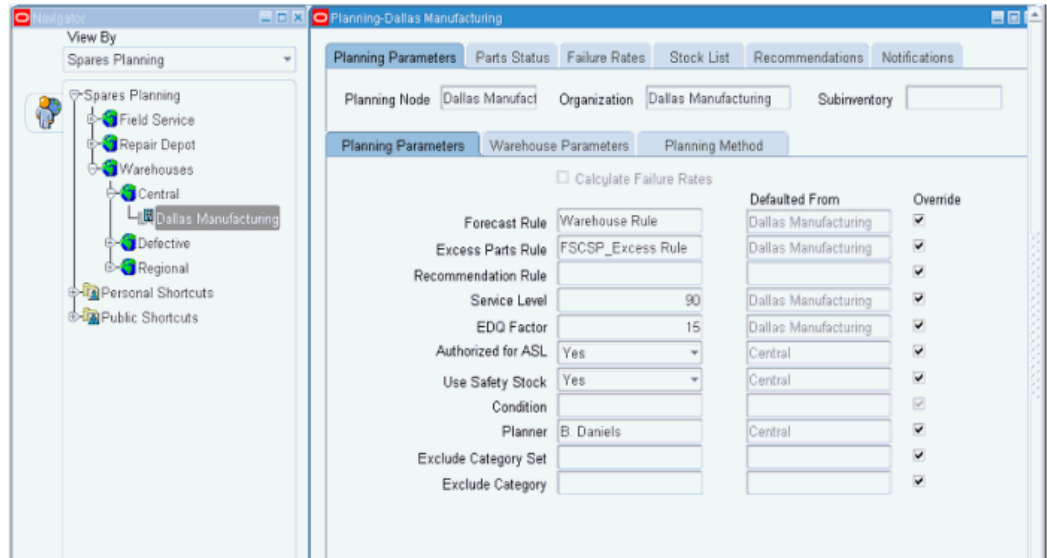 Navigator
View By
Spares Planning
Spares Planning
Field Service
Repair Depot
Warehouses
Central
Dallas Manufacturing
Defective
Regional
Personal Shortcuts
Public Shortcuts
Planning-Dallas Manufacturing
Planning Parameters Parts Status Failure Rates Stock List Recommendations Notifications
Planning Node Dallas Manufact Organization Dallas Manufacturing Subinventory
Planning Parameters Warehouse Parameters Planning Method
Calculate Failure Rates
Defaulted From Override
Forecast Rule Warehouse Rule Dallas Manufacturing
Excess Parts Rule FSCSP_Excess Rule Dallas Manufacturing
Recommendation Rule
Service Level 90 Dallas Manufacturing
EDQ Factor 15 Dallas Manufacturing
Authorized for ASL Yes Central
Use Safety Stock Yes Central
Condition
Planner B. Daniels Central
Exclude Category Set
Exclude Category